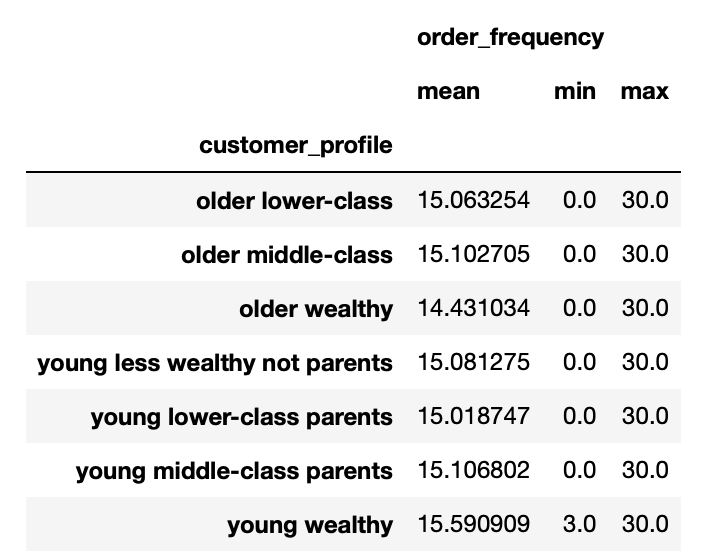 order_frequency
mean min max
customer_profile
older lower-class 15.063254 0.0 30.0
older middle-class 15.102705 0.0 30.0
older wealthy 14.431034 0.0 30.0
young less wealthy not parents 15.081275 0.0 30.0
young lower-class parents 15.018747 0.0 30.0
young middle-class parents 15.106802 0.0 30.0
young wealthy 15.590909 3.0 30.0